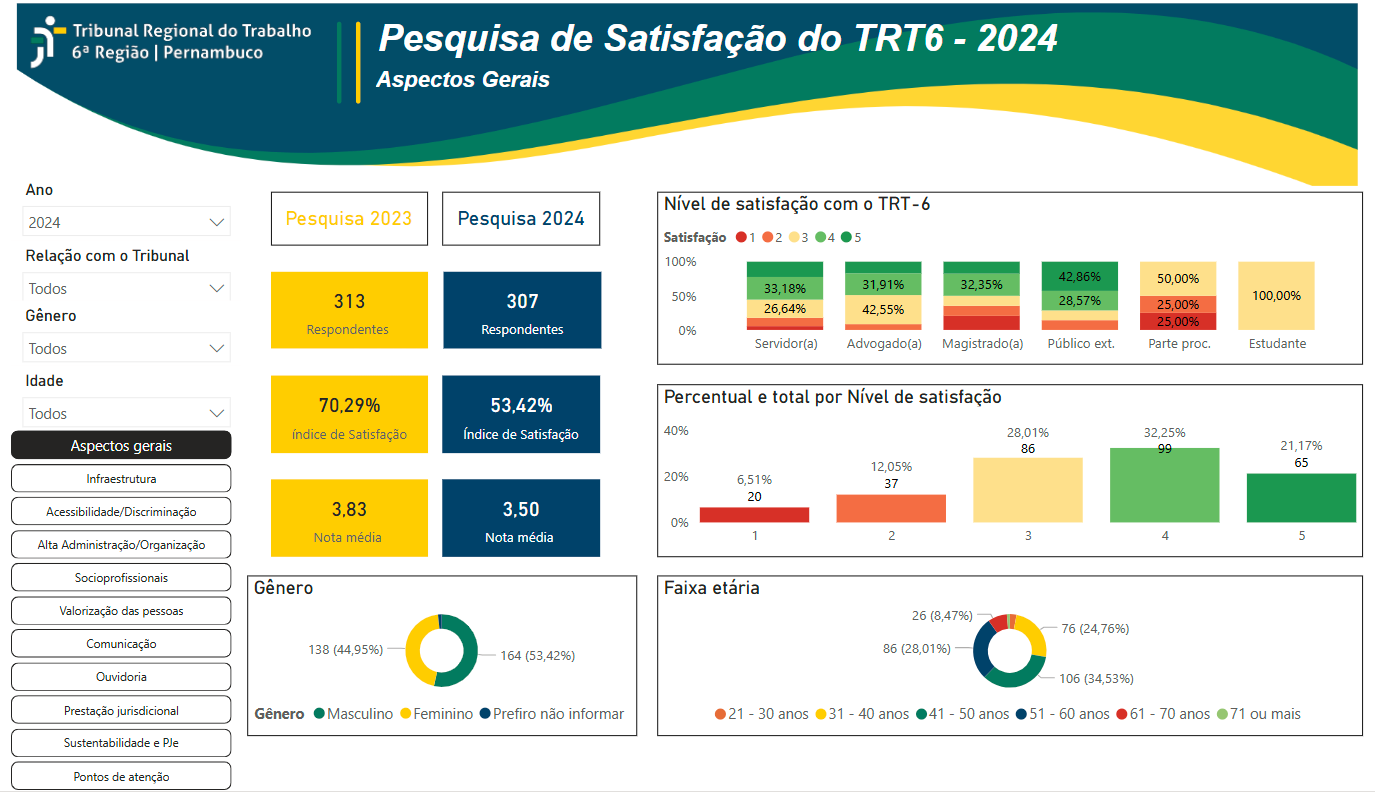 Tribunal Regional do Trabalho
6ª Região | Pernambuco
Pesquisa de Satisfação do TRT6 - 2024
Aspectos Gerais
Ano
2024
Relação com o Tribunal
Todos
Gênero
Todos
Idade
Todos
Aspectos gerais
Infraestrutura
Acessibilidade/Discriminação
Alta Administração/Organização
Socioprofissionais
Valorização das pessoas
Comunicação
Ouvidoria
Prestação jurisdicional
Sustentabilidade e PJe
Pontos de atenção
Pesquisa 2023
Pesquisa 2024
313
Respondentes
307
Respondentes
70,29%
índice de Satisfação
53,42%
Índice de Satisfação
3,83
Nota média
3,50
Nota média
Nível de satisfação com o TRT-6
Satisfação 1 2 3 4 5
100%
50%
0%
33,18%
26,64%
31,91%
42,55%
32,35%
42,86%
28,57%
50,00%
25,00%
25,00%
100,00%
Servidor(a) Advogado(a) Magistrado(a) Público ext. Parte proc. Estudante
Percentual e total por Nível de satisfação
40%
20%
0%
6,51%
20
12,05%
37
28,01%
86
32,25%
99
21,17%
65
1 2 3 4 5
Gênero
138 (44,95%)
164 (53,42%)
Gênero Masculino Feminino Prefiro não informar
Faixa etária
26 (8,47%)
76 (24,76%)
86 (28,01%)
106 (34,53%)
21 - 30 anos 31 - 40 anos 41 - 50 anos 51 - 60 anos 61 - 70 anos 71 ou mais